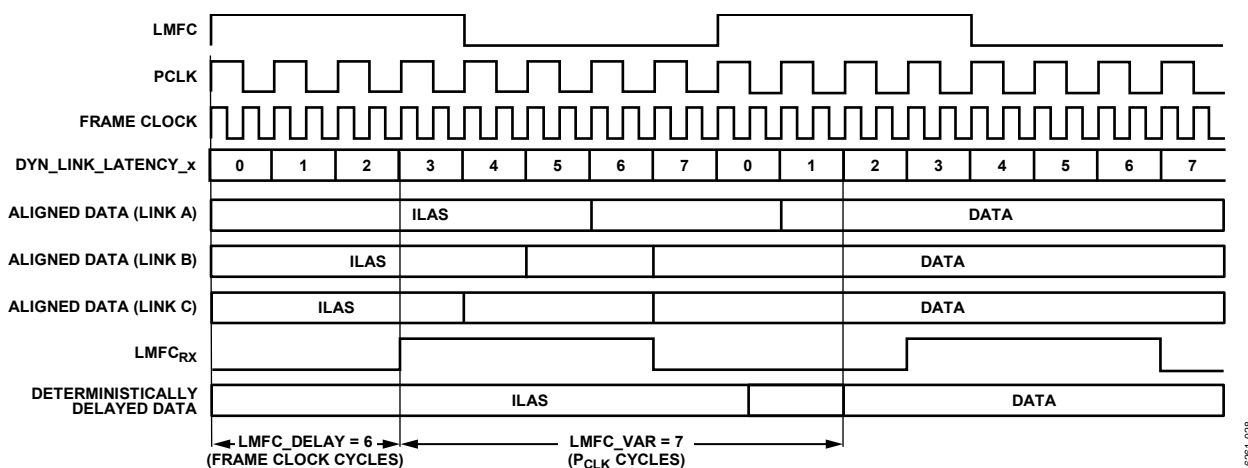 LMFC
PCLK
FRAME CLOCK
DYN_LINK_LATENCY_x 0 1 2 3 4 5 6 7 0 1 2 3 4 5 6 7
ALIGNED DATA (LINK A) ILAS DATA
ALIGNED DATA (LINK B) ILAS DATA
ALIGNED DATA (LINK C) ILAS DATA
LMFCRX
DETERMINISTICALLY
DELAYED DATA ILAS DATA
LMFC_DELAY = 6 LMFC_VAR = 7
(FRAME CLOCK CYCLES) (PCLK CYCLES)